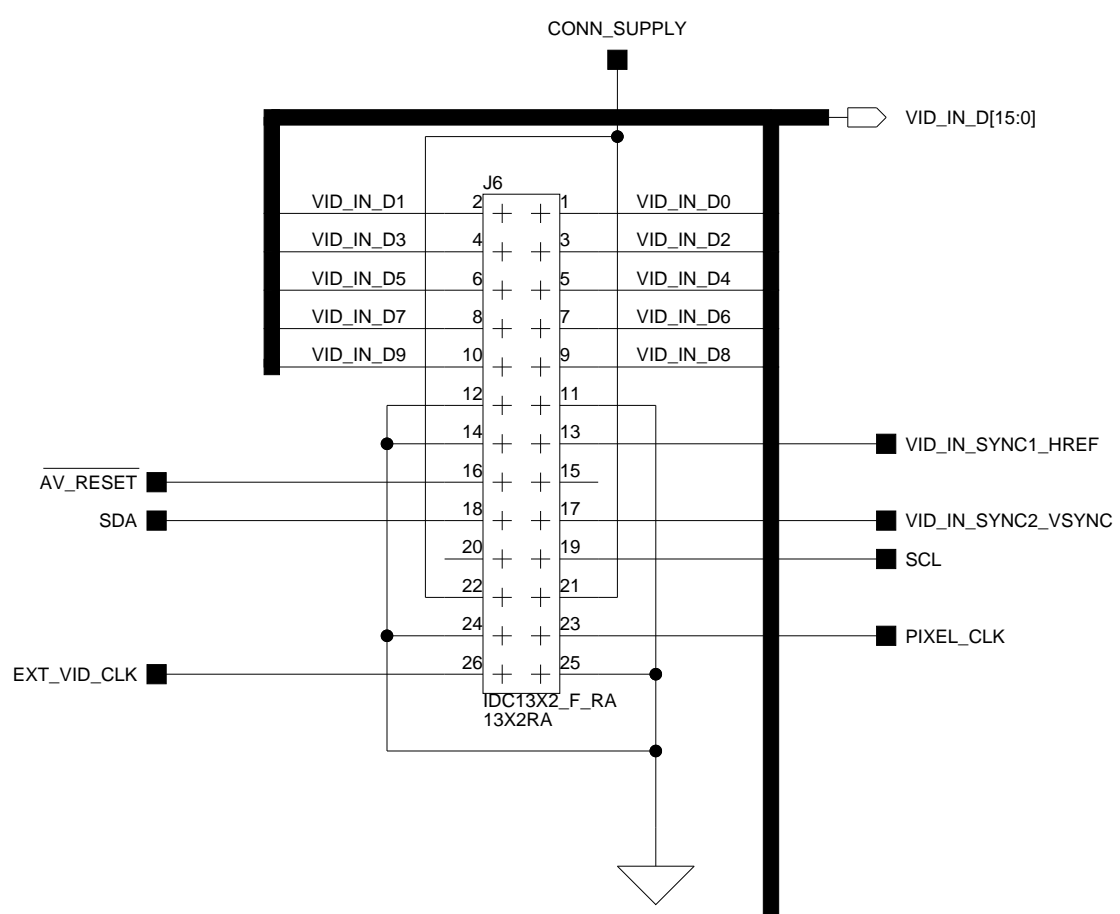 CONN_SUPPLY
VID_IN_D[15:0]
J6
VID_IN_D1 2 1 VID_IN_D0
VID_IN_D3 4 3 VID_IN_D2
VID_IN_D5 6 5 VID_IN_D4
VID_IN_D7 8 7 VID_IN_D6
VID_IN_D9 10 9 VID_IN_D8
12 11
14 13 VID_IN_SYNC1_HREF
AV_RESET 16 15
SDA 18 17 VID_IN_SYNC2_VSYNC
20 19 SCL
22 21
24 23 PIXEL_CLK
EXT_VID_CLK 26 25
IDC13X2_F_RA
13X2RA